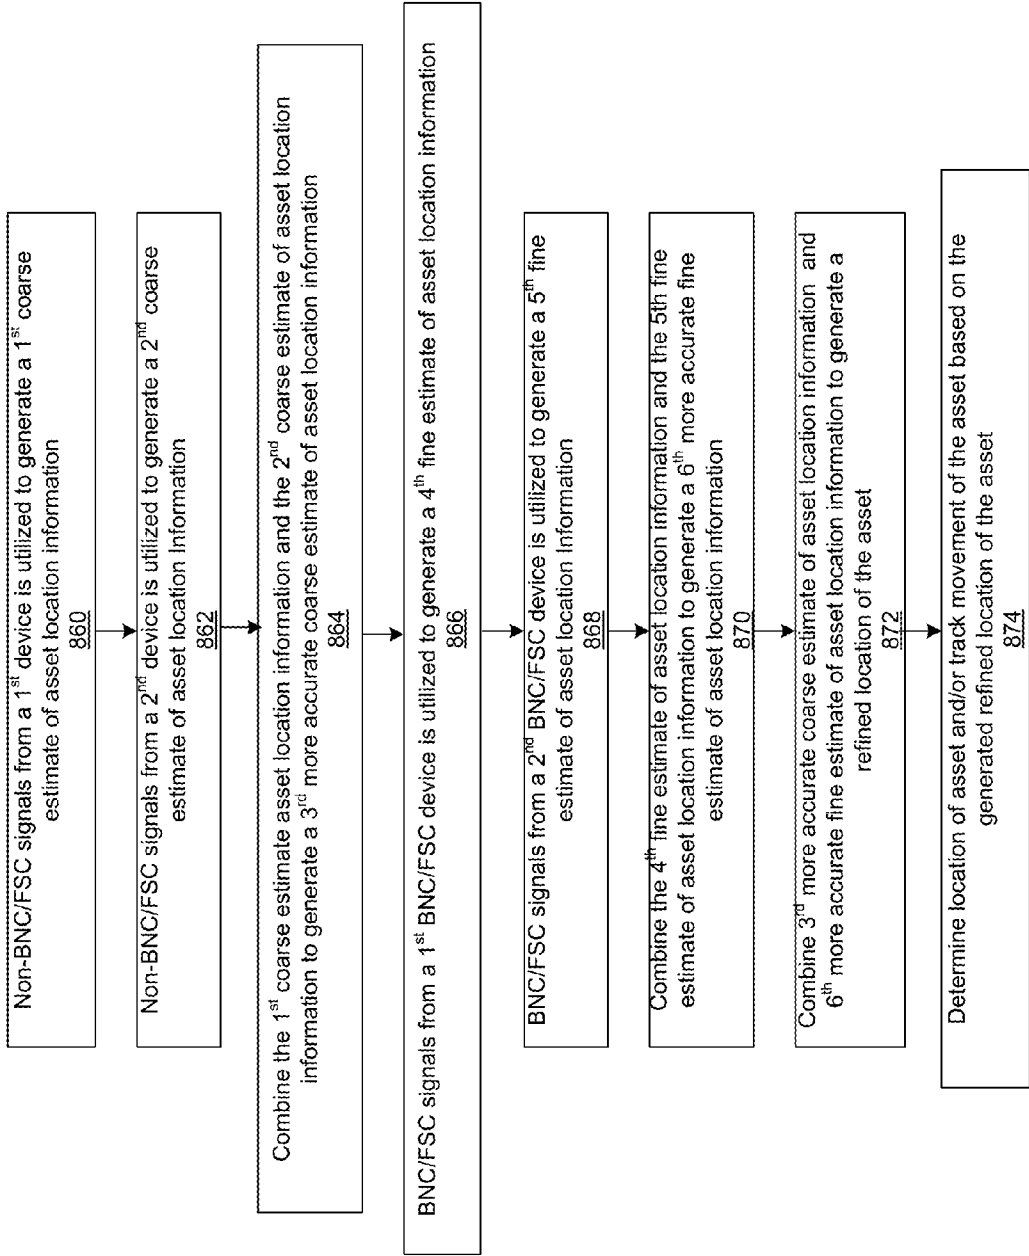 Non-BNC/FSC signals from a 1st device is utilized to generate a 1st coarse
estimate of asset location information
860
Non-BNC/FSC signals from a 2nd device is utilized to generate a 2nd coarse
estimate of asset location Information
862
Combine the 1st coarse estimate asset location information and the 2nd coarse estimate of asset location
information to generate a 3rd more accurate coarse estimate of asset location information
864
BNC/FSC signals from a 1st BNC/FSC device is utilized to generate a 4th fine estimate of asset location information
866
BNC/FSC signals from a 2nd BNC/FSC device is utilized to generate a 5th fine
estimate of asset location Information
868
Combine the 4th fine estimate of asset location information and the 5th fine
estimate of asset location information to generate a 6th more accurate fine
estimate of asset location information
870
Combine 3rd more accurate coarse estimate of asset location information and
6th more accurate fine estimate of asset location information to generate a
refined location of the asset
872
Determine location of asset and/or track movement of the asset based on the
generated refined location of the asset
874